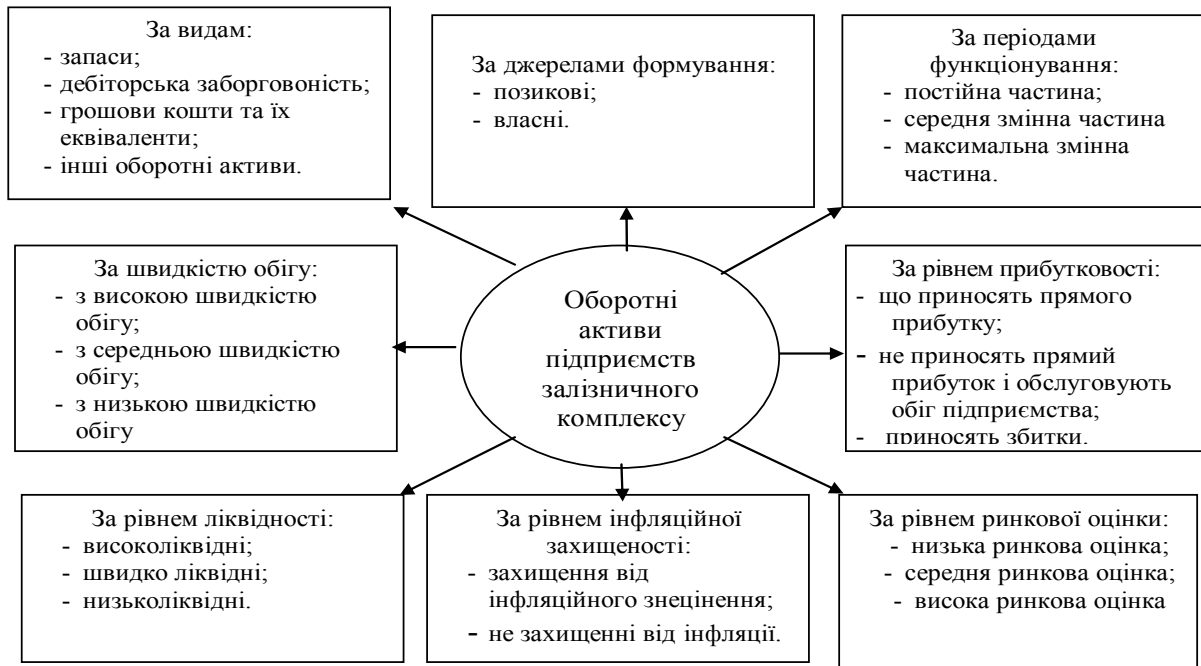 За видам:
- запаси;
- дебіторська заборговоність;
- грошови кошти та їх
еквіваленти;
- інші оборотні активи.
За джерелами формування:
- позикові;
- власні.
За періодами
функціонування:
- постійна частина;
- середня змінна частина
- максимальна змінна
частина.
За швидкістю обігу:
- з високою швидкістю
обігу;
- з середньою швидкістю
обігу;
- з низькою швидкістю
обігу
Оборотні
активи
підприємств
залізничного
комплексу
За рівнем прибутковості:
- що приносять прямого
прибутку;
- не приносять прямий
прибуток і обслуговують
обіг підприємства;
- приносять збитки.
За рівнем ліквідності:
- високоліквідні;
- швидко ліквідні;
- низьколіквідні.
За рівнем інфляційної
захищеності:
- захищення від
інфляційного знецінення;
- не захищенні від інфляції.
За рівнем ринкової оцінки:
- низька ринкова оцінка;
- середня ринкова оцінка;
- висока ринкова оцінка